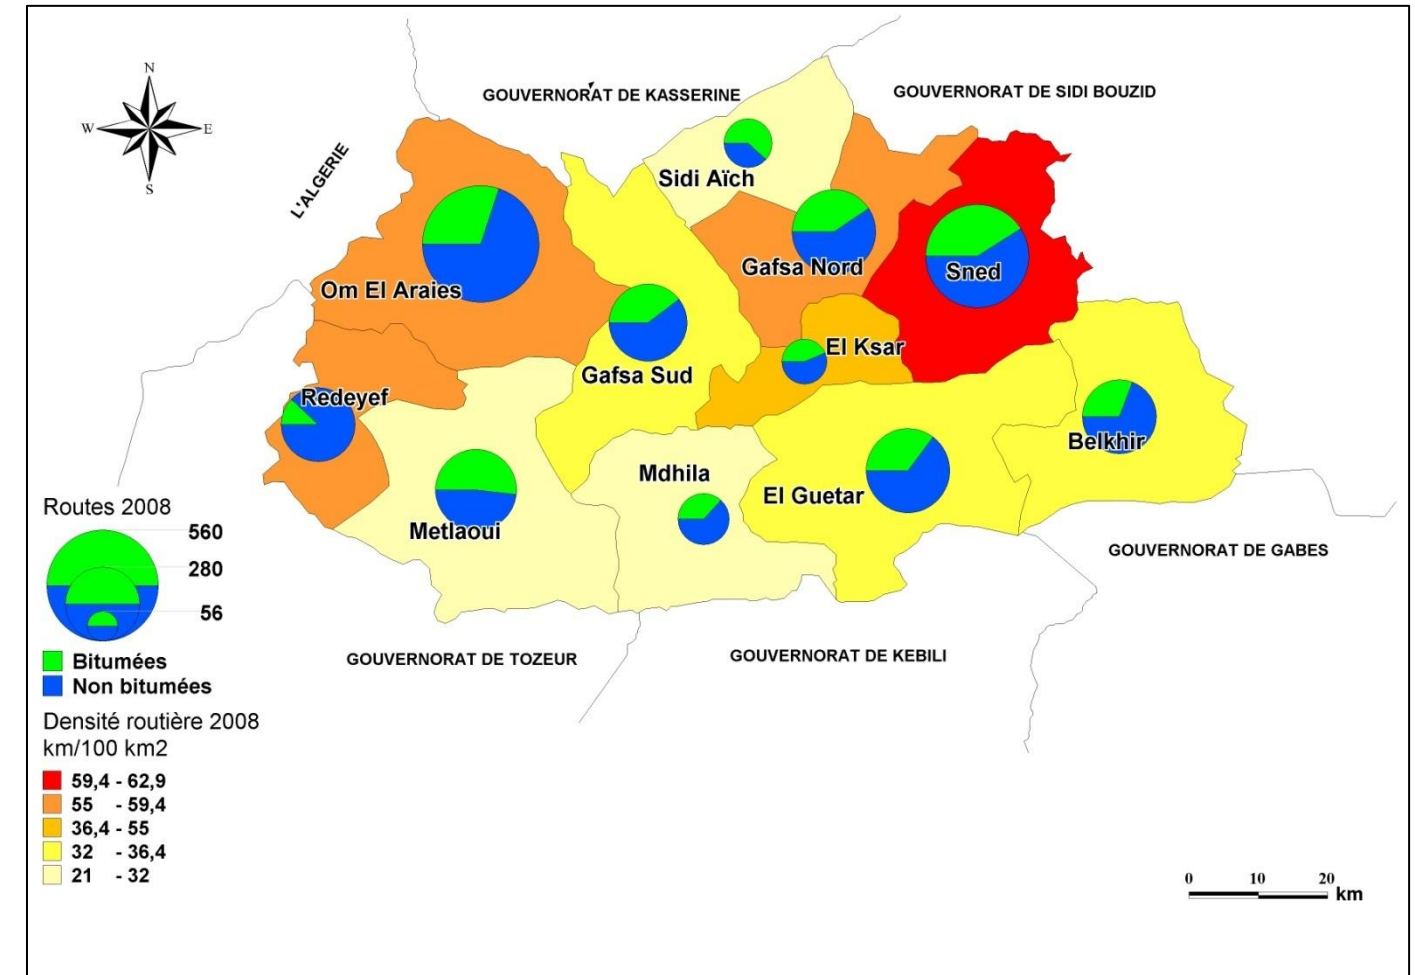 N
W
E
S
GOUVERNORAT DE KASSERINE
GOUVERNORAT DE SIDI BOUZID
L'ALGERIE
Sidi Aïch
Gafsa Nord
Sned
Om El Araies
El Ksar
Gafsa Sud
Redeyef
Belkhir
Mdhila
El Guetar
Metlaoui
GOUVERNORAT DE GABES
GOUVERNORAT DE TOZEUR
GOUVERNORAT DE KEBILI
Routes 2008
560
280
56
Bitumées
Non bitumées
Densité routière 2008
km/100 km2
59,4 - 62,9
55 - 59,4
36,4 - 55
32 - 36,4
21 - 32
0 10 20
km